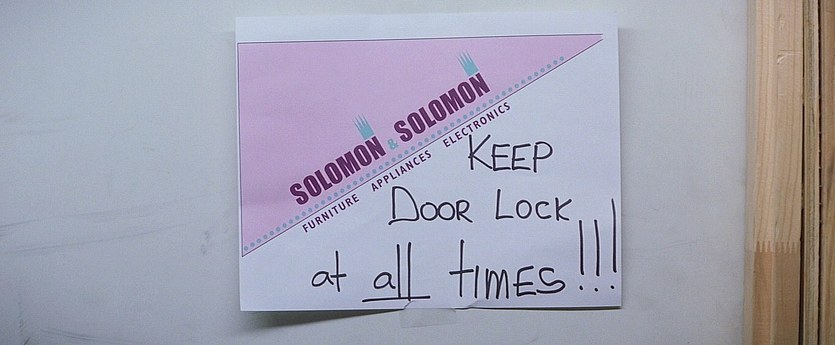 SOLOMON & SOLOMON
FURNITURE APPLIANCES ELECTRONICS
KEEP
DOOR LOCK
at all TIMES!!!